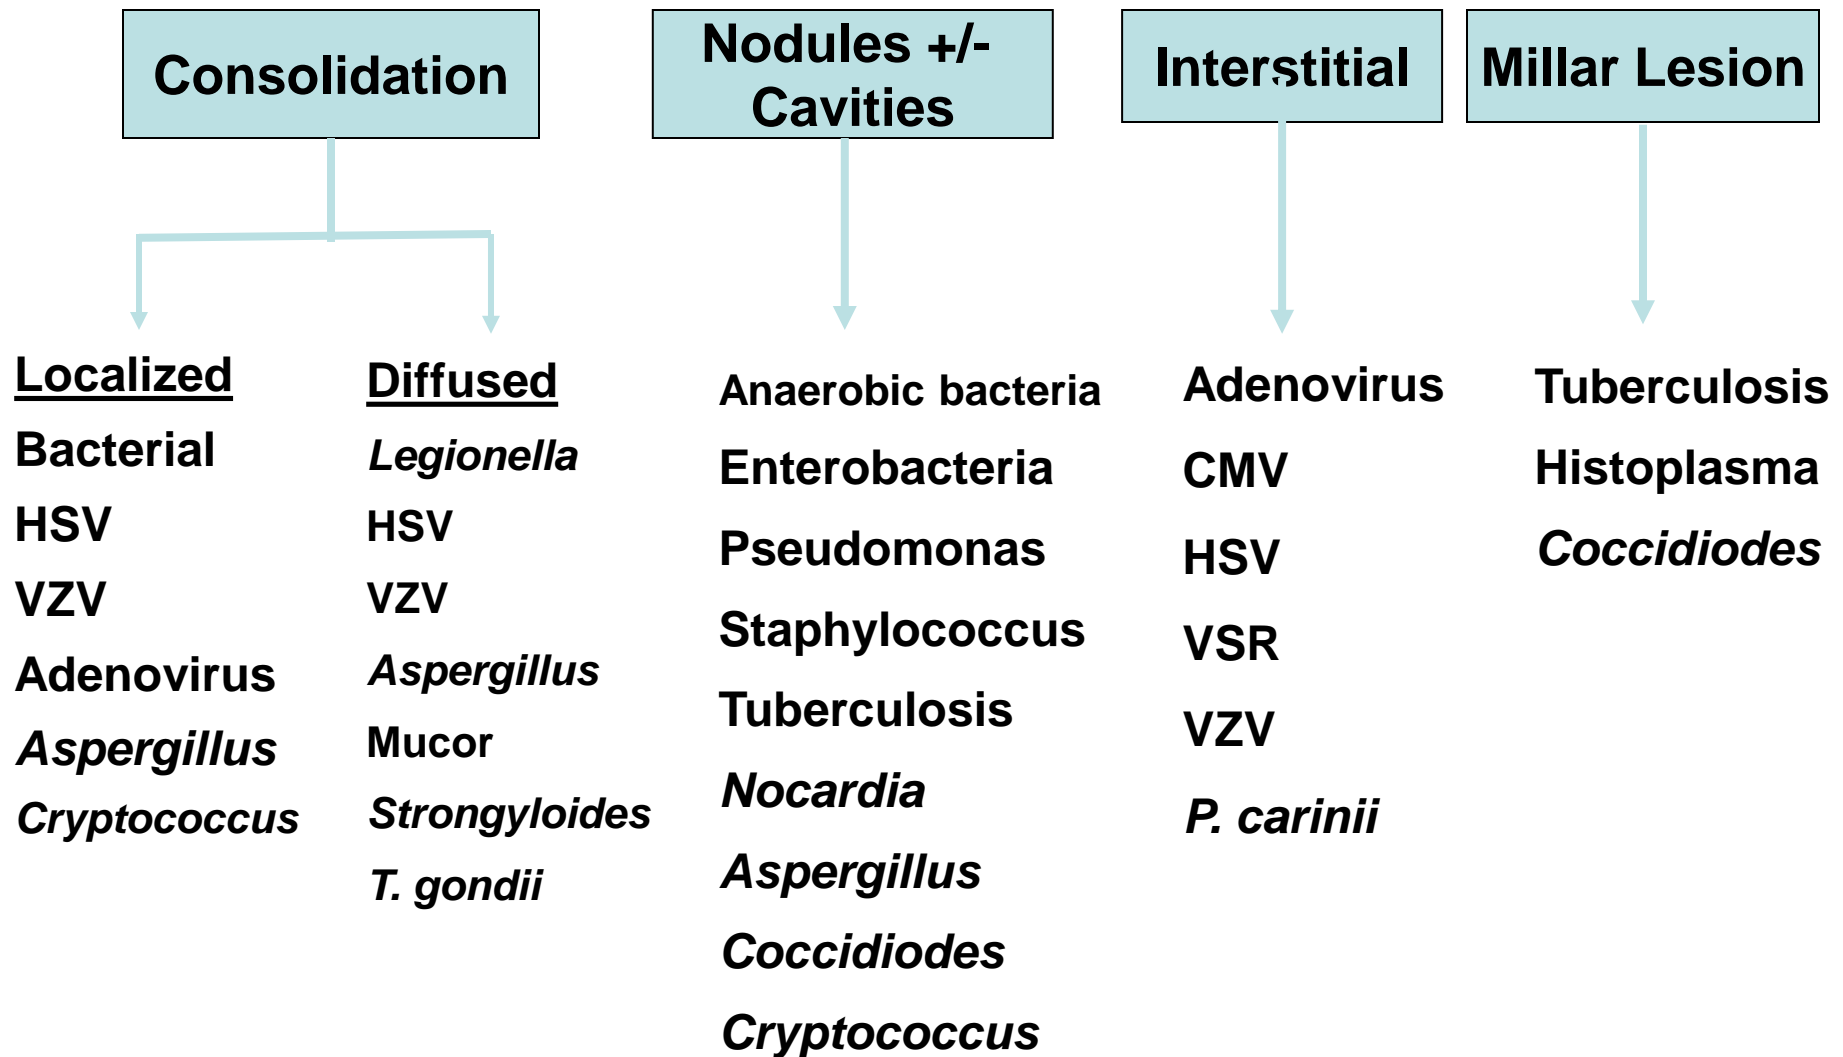 Consolidation
Nodules +/-
Cavities
Interstitial
Millar Lesion
Localized
Bacterial
HSV
VZV
Adenovirus
Aspergillus
Cryptococcus
Diffused
Legionella
HSV
VZV
Aspergillus
Mucor
Strongyloides
T. gondii
Anaerobic bacteria
Enterobacteria
Pseudomonas
Staphylococcus
Tuberculosis
Nocardia
Aspergillus
Coccidiodes
Cryptococcus
Adenovirus
CMV
HSV
VSR
VZV
P. carinii
Tuberculosis
Histoplasma
Coccidiodes